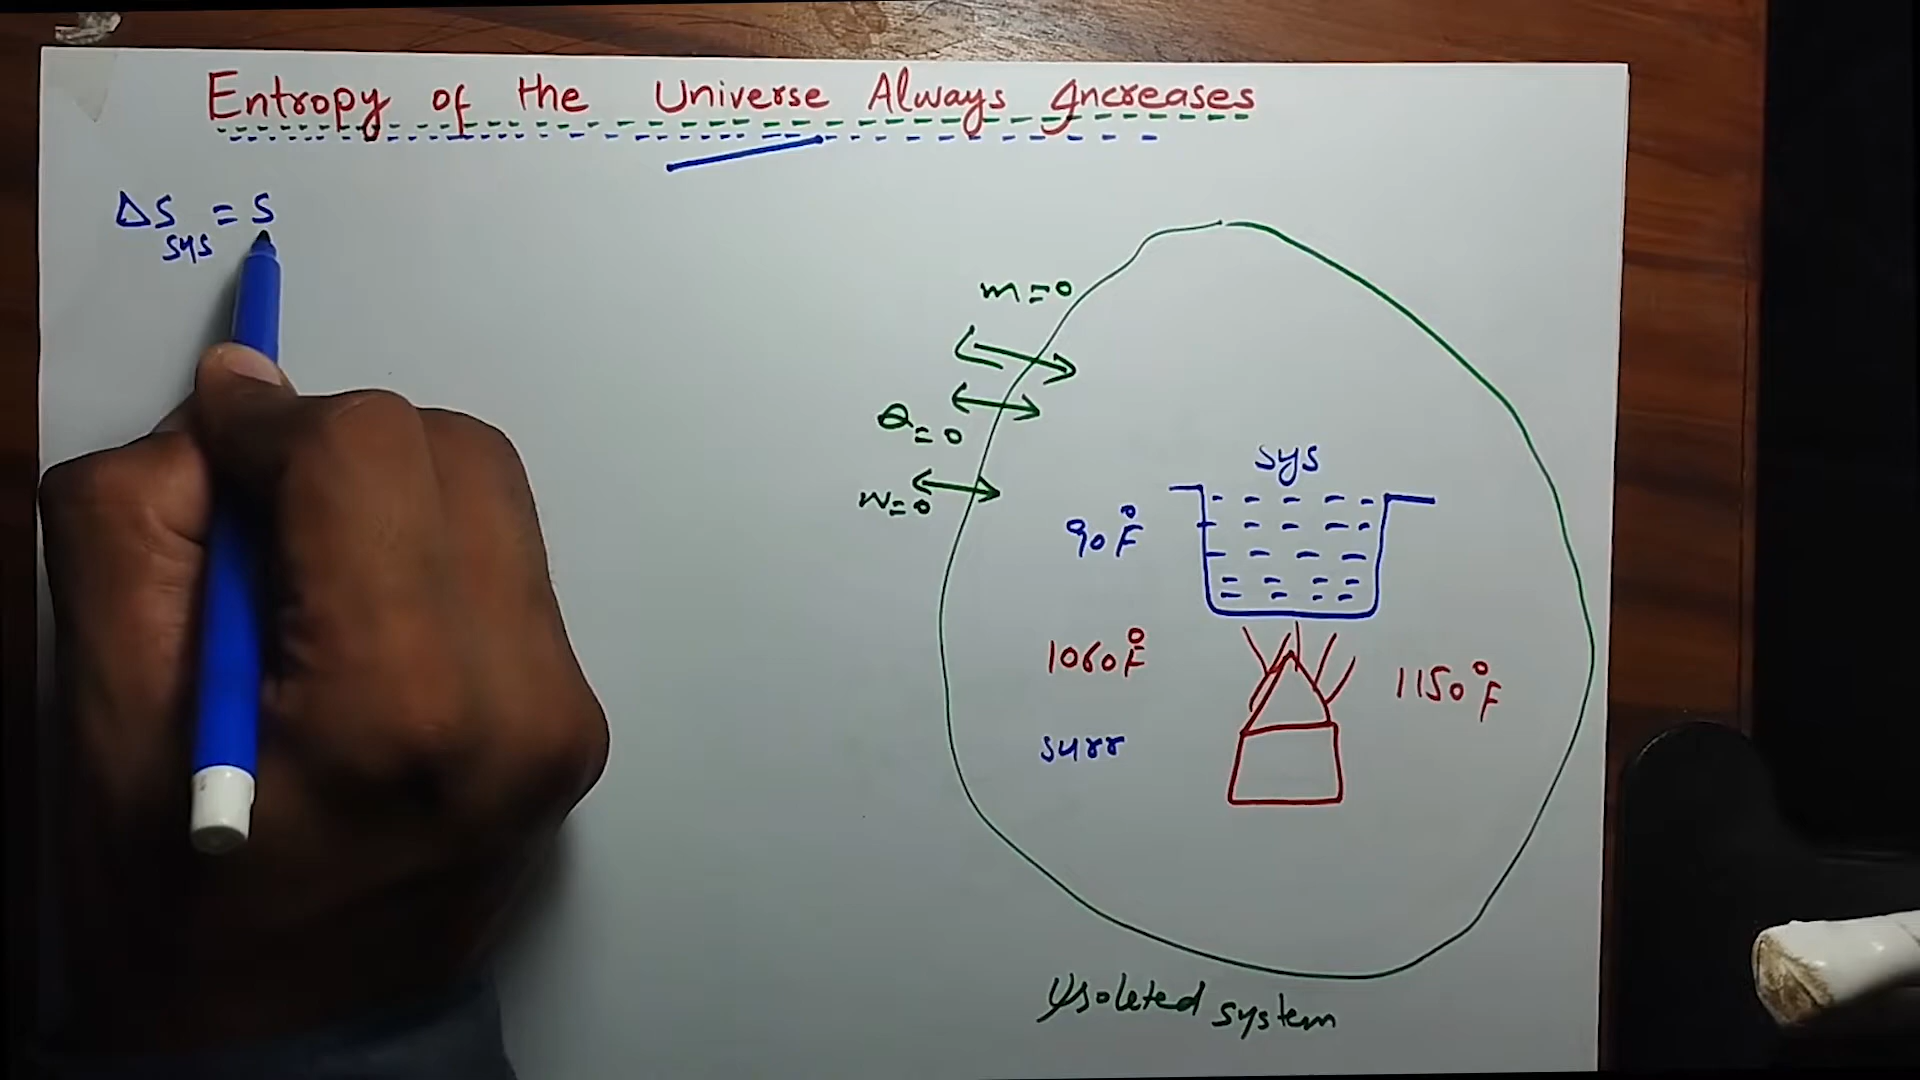 Entropy of the Universe Always Increases
ΔS sys = S
m=0
Q=0
W=0
sys
90°F
1060°F
1150°F
surr
Isoleted system